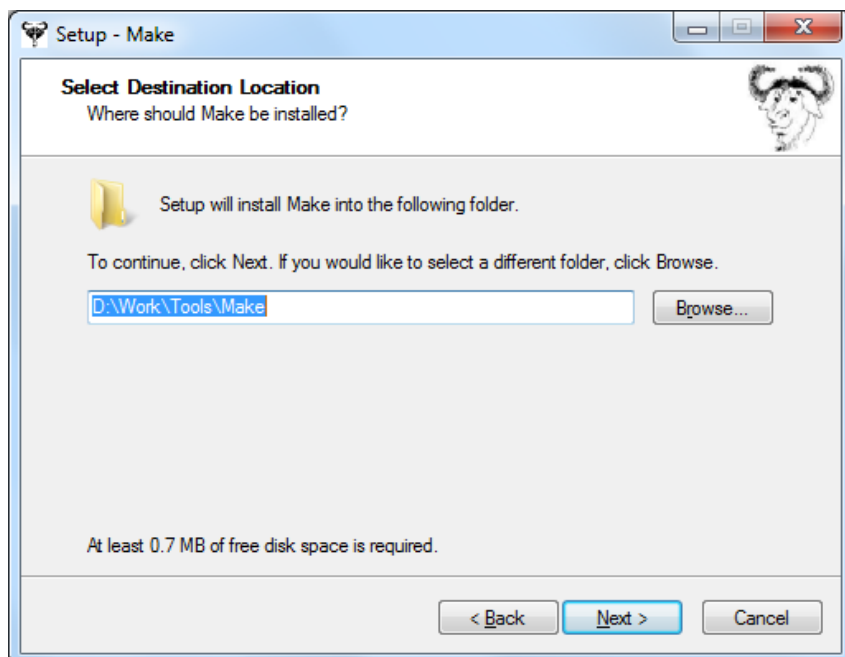 Setup - Make
Select Destination Location
Where should Make be installed?
Setup will install Make into the following folder.
To continue, click Next. If you would like to select a different folder, click Browse.
D:\Work\Tools\Make
Browse...
At least 0.7 MB of free disk space is required.
< Back
Next >
Cancel